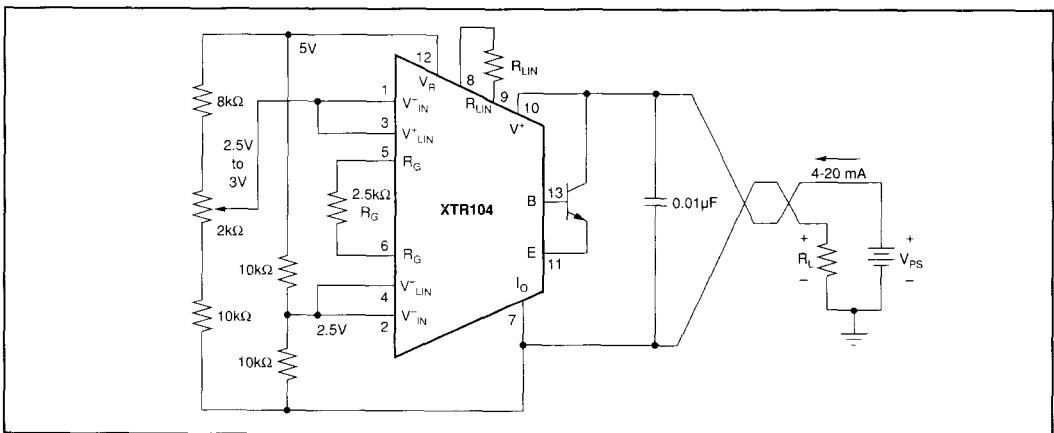 5V
12
V_R
8
R_LIN
R_LIN
9
10
V⁺
8kΩ
1
V⁻_IN
3
V⁺_LIN
2.5V
to
3V
5
R_G
2.5kΩ
R_G
XTR104
4-20 mA
B
13
0.01µF
2kΩ
6
R_G
E
11
+
R_L
−
+
V_PS
−
10kΩ
V⁻_LIN
4
I_O
7
10kΩ
2.5V
V⁻_IN
2
10kΩ